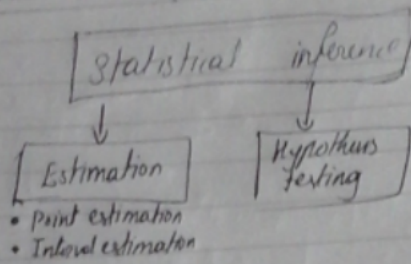 Statistical inference
Estimation
• Point estimation
• Interval estimation
Hypothesis
testing